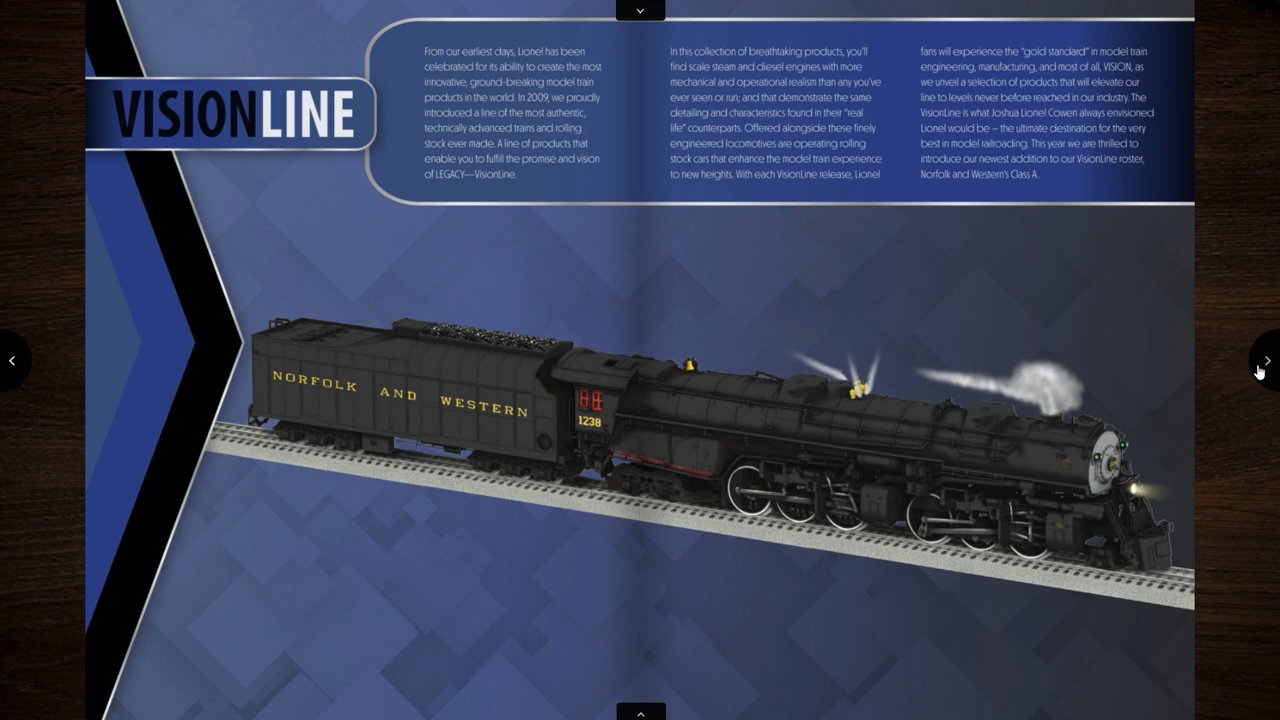 VISIONLINE
From our earliest days, Lionel has been
celebrated for its ability to create the most
innovative, ground-breaking model train
products in the world. In 2009, we proudly
introduced a line of the most authentic,
technically advanced trains and rolling
stock ever made. A line of products that
enable you to fulfill the promise and vision
of LEGACY—VisionLine.
In this collection of breathtaking products, you'll
find scale steam and diesel engines with more
mechanical and operational realism than any you've
ever seen or run; and that demonstrate the same
detailing and characteristics found in their "real
life" counterparts. Offered alongside these finely
engineered locomotives are operating rolling
stock cars that enhance the model train experience
to new heights. With each VisionLine release, Lionel
fans will experience the "gold standard" in model train
engineering, manufacturing, and most of all, VISION, as
we unveil a selection of products that will elevate our
line to levels never before reached in our industry. The
VisionLine is what Joshua Lionel Cowen always envisioned
Lionel would be – the ultimate destination for the very
best in model railroading. This year we are thrilled to
introduce our newest addition to our VisionLine roster,
Norfolk and Western's Class A.
NORFOLK AND WESTERN
1238